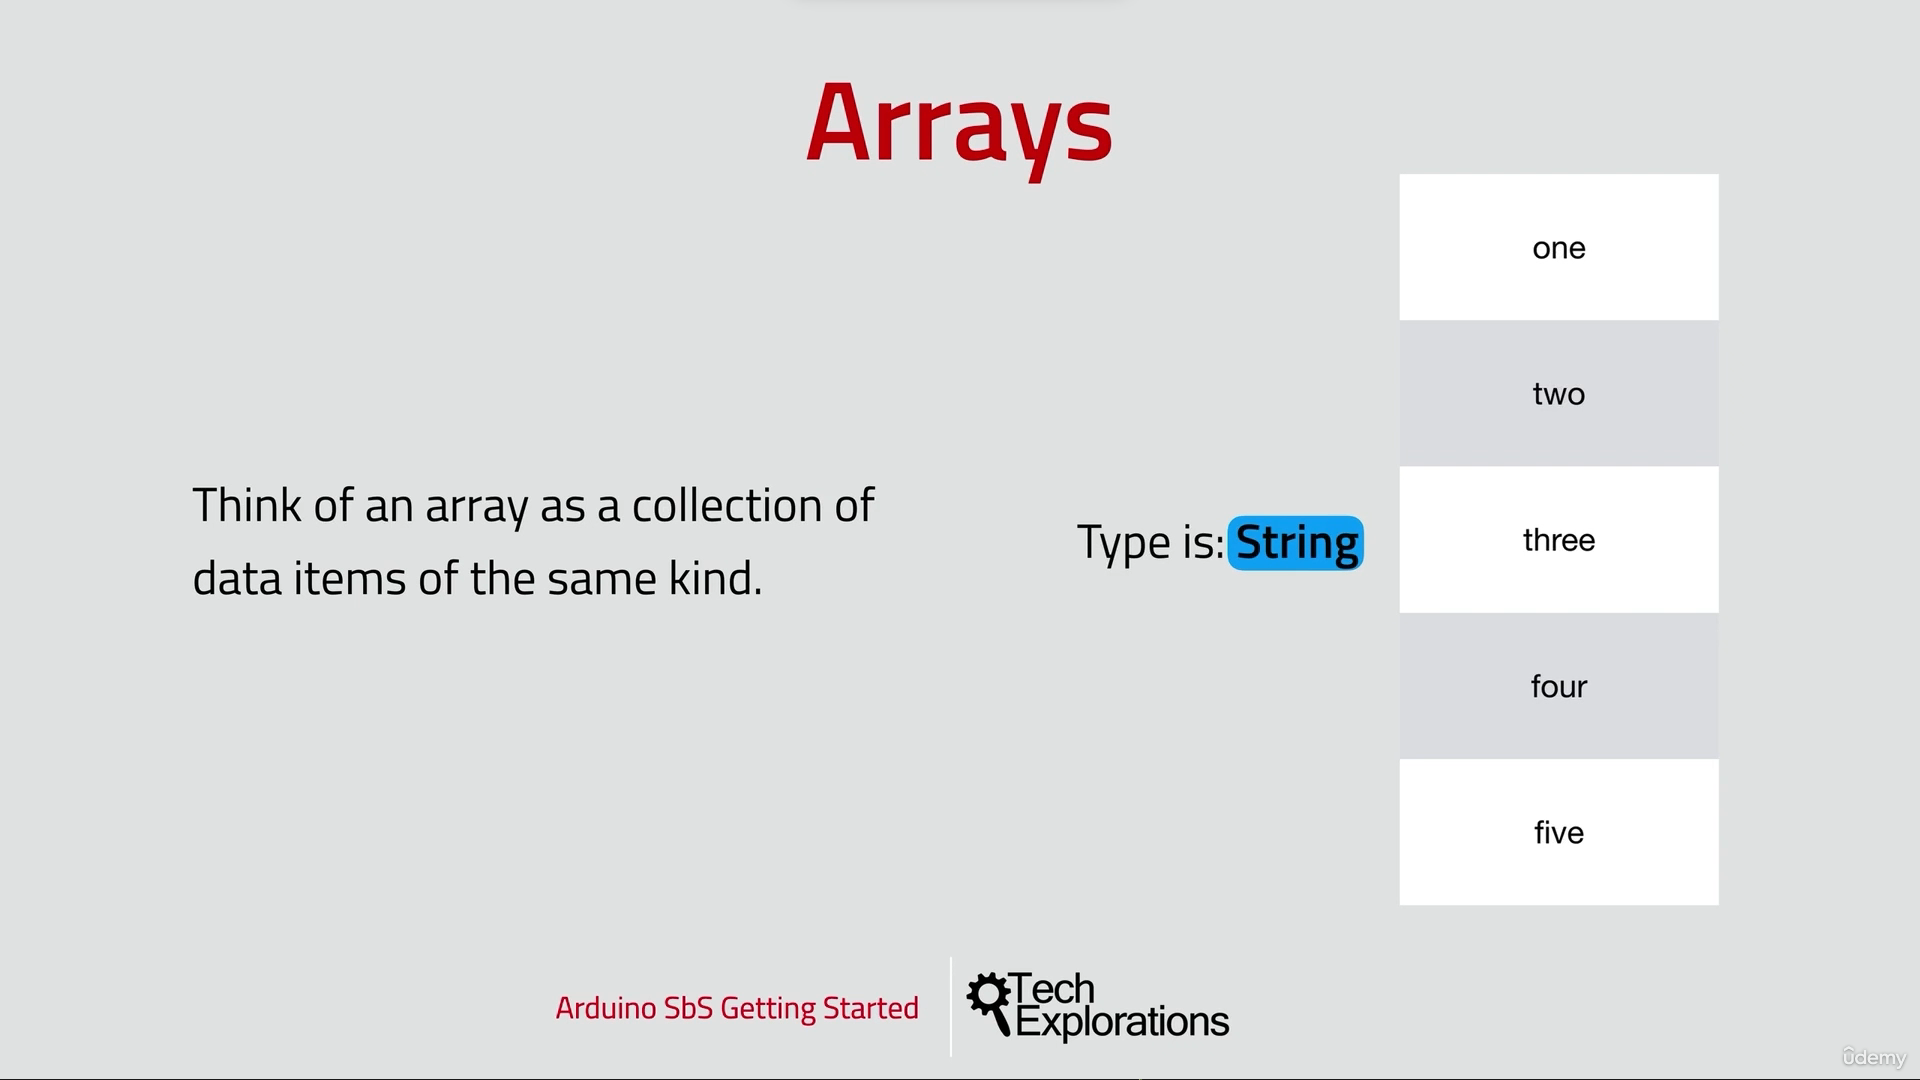 Arrays
Think of an array as a collection of
data items of the same kind.
Type is: String
one
two
three
four
five
Arduino SbS Getting Started
Tech
Explorations
ûdemy